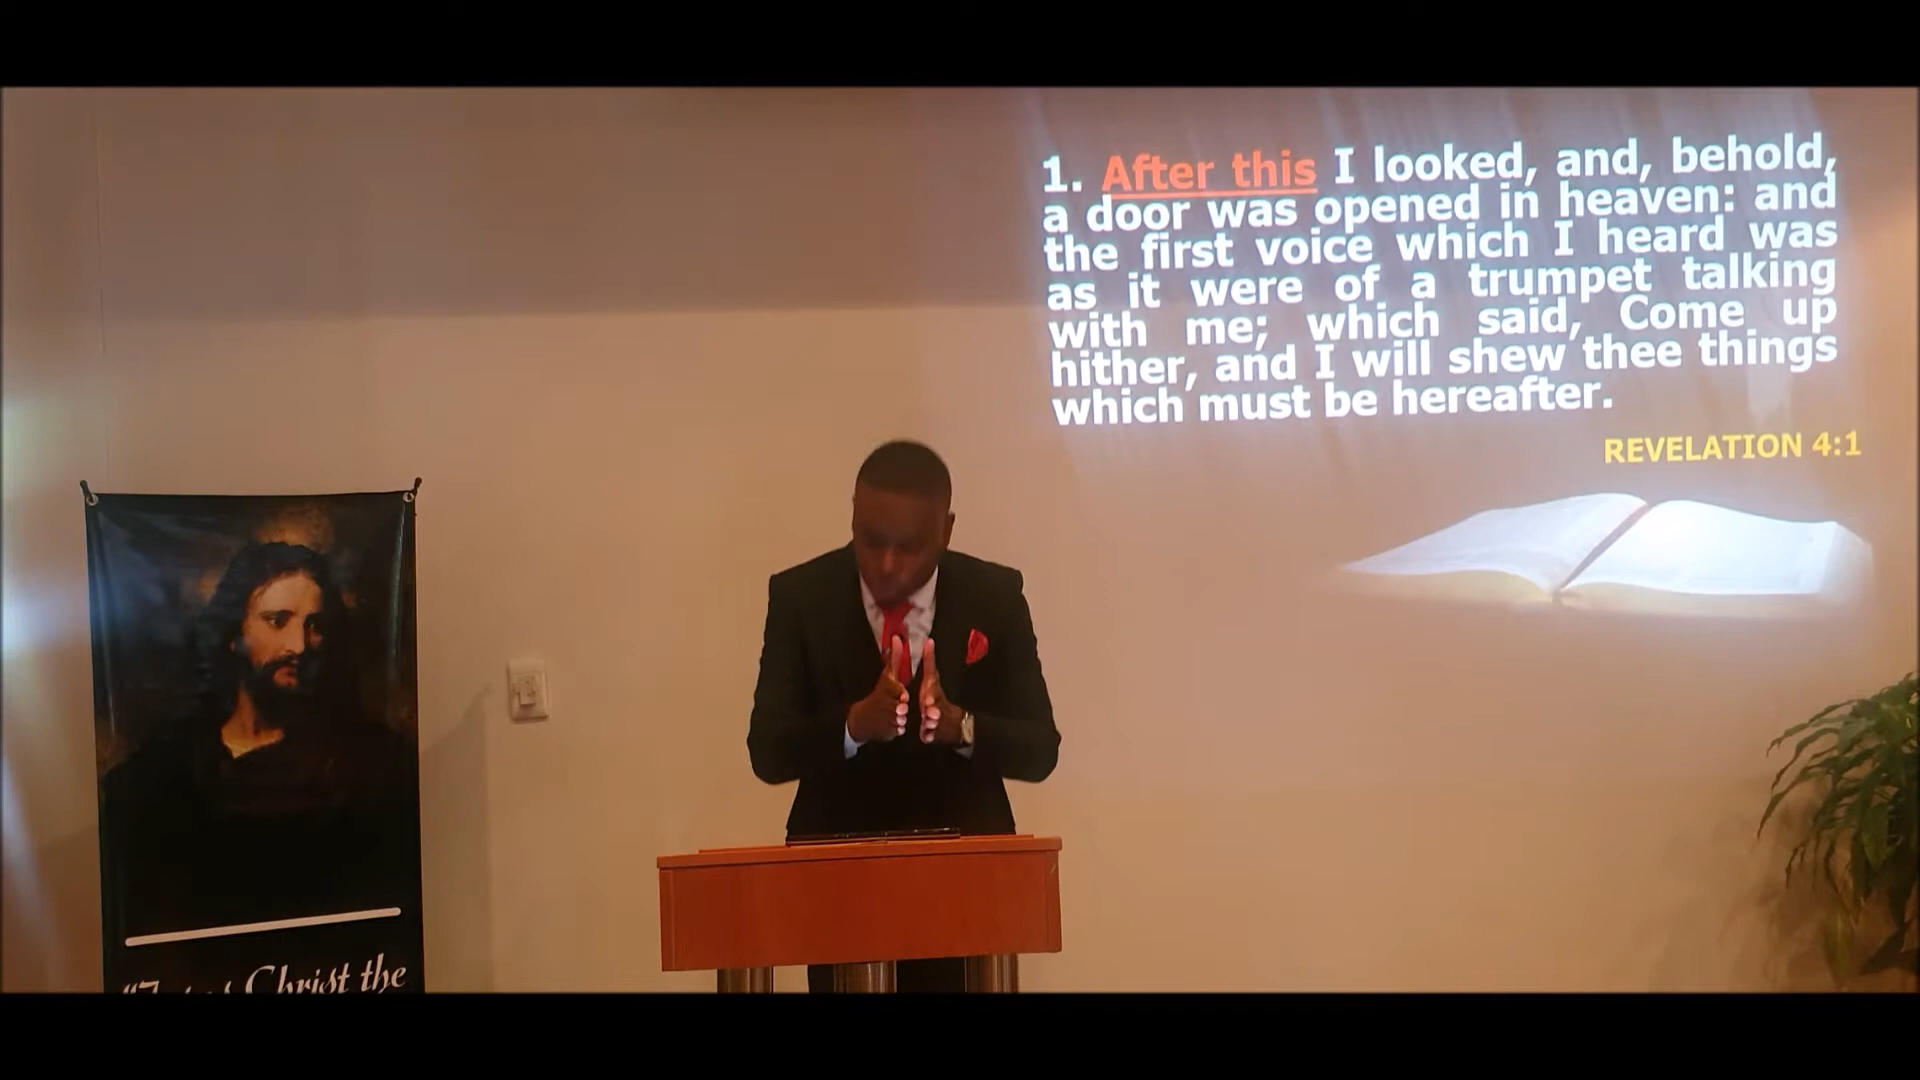 1. After this I looked, and, behold,
a door was opened in heaven: and
the first voice which I heard was
as it were of a trumpet talking
with me; which said, Come up
hither, and I will shew thee things
which must be hereafter.
REVELATION 4:1
Christ the